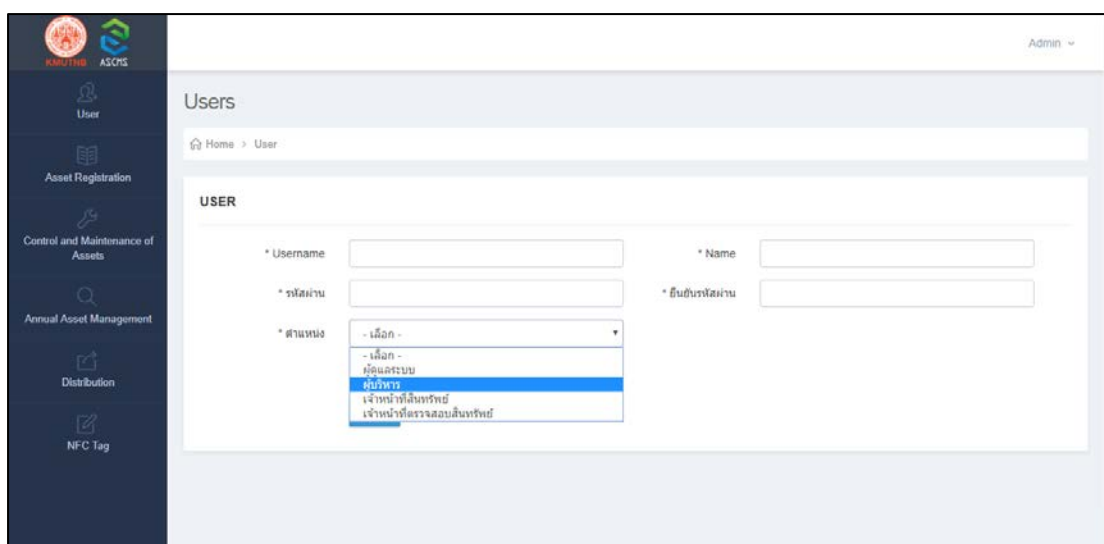 KMUTNB ASCMS
Admin
User
Asset Registration
Control and Maintenance of
Assets
Annual Asset Management
Distribution
NFC Tag
Users
Home > User
USER
* Username
* Name
* รหัสผ่าน
* ยืนยันรหัสผ่าน
* ตำแหน่ง
- เลือก -
- เลือก -
ผู้ดูแลระบบ
ผู้บริหาร
เจ้าหน้าที่สินทรัพย์
เจ้าหน้าที่ตรวจสอบสินทรัพย์